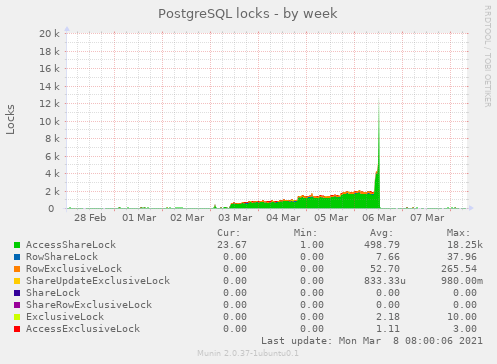 PostgreSQL locks - by week
RRDTOOL / TOBI OETIKER
Locks
20 k
18 k
16 k
14 k
12 k
10 k
8 k
6 k
4 k
2 k
0
28 Feb 01 Mar 02 Mar 03 Mar 04 Mar 05 Mar 06 Mar 07 Mar
Cur: Min: Avg: Max:
AccessShareLock 23.67 1.00 498.79 18.25k
RowShareLock 0.00 0.00 7.66 37.96
RowExclusiveLock 0.00 0.00 52.70 265.54
ShareUpdateExclusiveLock 0.00 0.00 833.33u 980.00m
ShareLock 0.00 0.00 0.00 0.00
ShareRowExclusiveLock 0.00 0.00 0.00 0.00
ExclusiveLock 0.00 0.00 2.18 10.00
AccessExclusiveLock 0.00 0.00 1.11 3.00
Last update: Mon Mar 8 08:00:06 2021
Munin 2.0.37-1ubuntu0.1